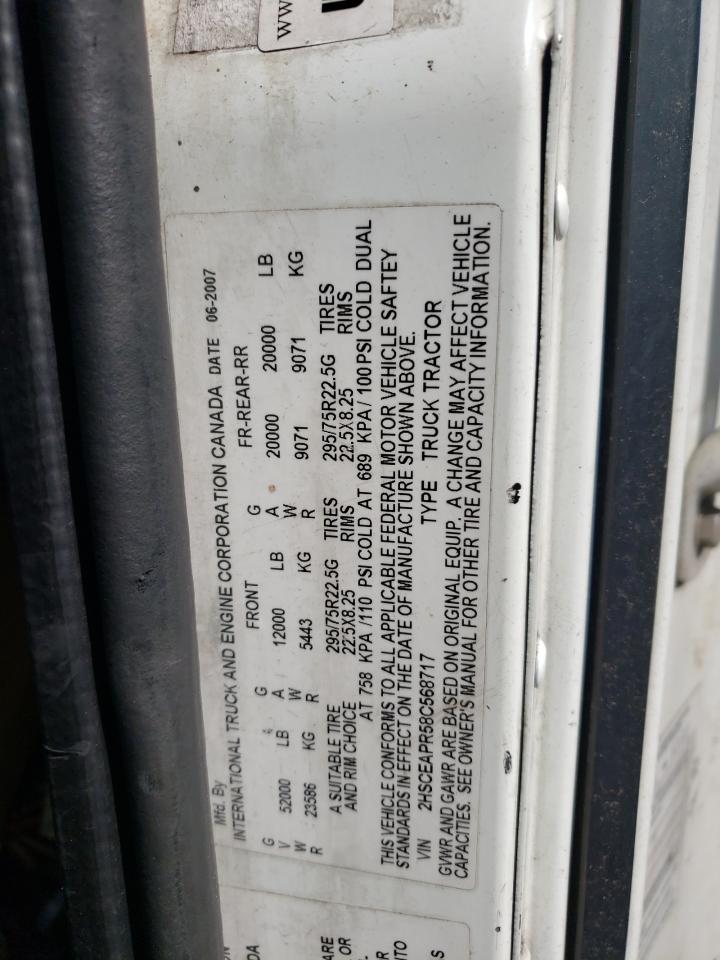 WWW.
Mfd. By
INTERNATIONAL TRUCK AND ENGINE CORPORATION CANADA DATE 06-2007
FRONT FR-REAR-RR
G G G
V 52000 LB A 12000 LB A 20000 20000 LB
W W W
R 23586 KG R 5443 KG R 9071 9071 KG
A SUITABLE TIRE 295/75R22.5G TIRES 295/75R22.5G TIRES
AND RIM CHOICE 22.5X8.25 RIMS 22.5X8.25 RIMS
AT 758 KPA /110 PSI COLD AT 689 KPA/ 100 PSI COLD DUAL
THIS VEHICLE CONFORMS TO ALL APPLICABLE FEDERAL MOTOR VEHICLE SAFTEY
STANDARDS IN EFFECT ON THE DATE OF MANUFACTURE SHOWN ABOVE.
VIN 2HSCEAPR58C568717 TYPE TRUCK TRACTOR
GVWR AND GAWR ARE BASED ON ORIGINAL EQUIP. A CHANGE MAY AFFECT VEHICLE
CAPACITIES. SEE OWNER'S MANUAL FOR OTHER TIRE AND CAPACITY INFORMATION.